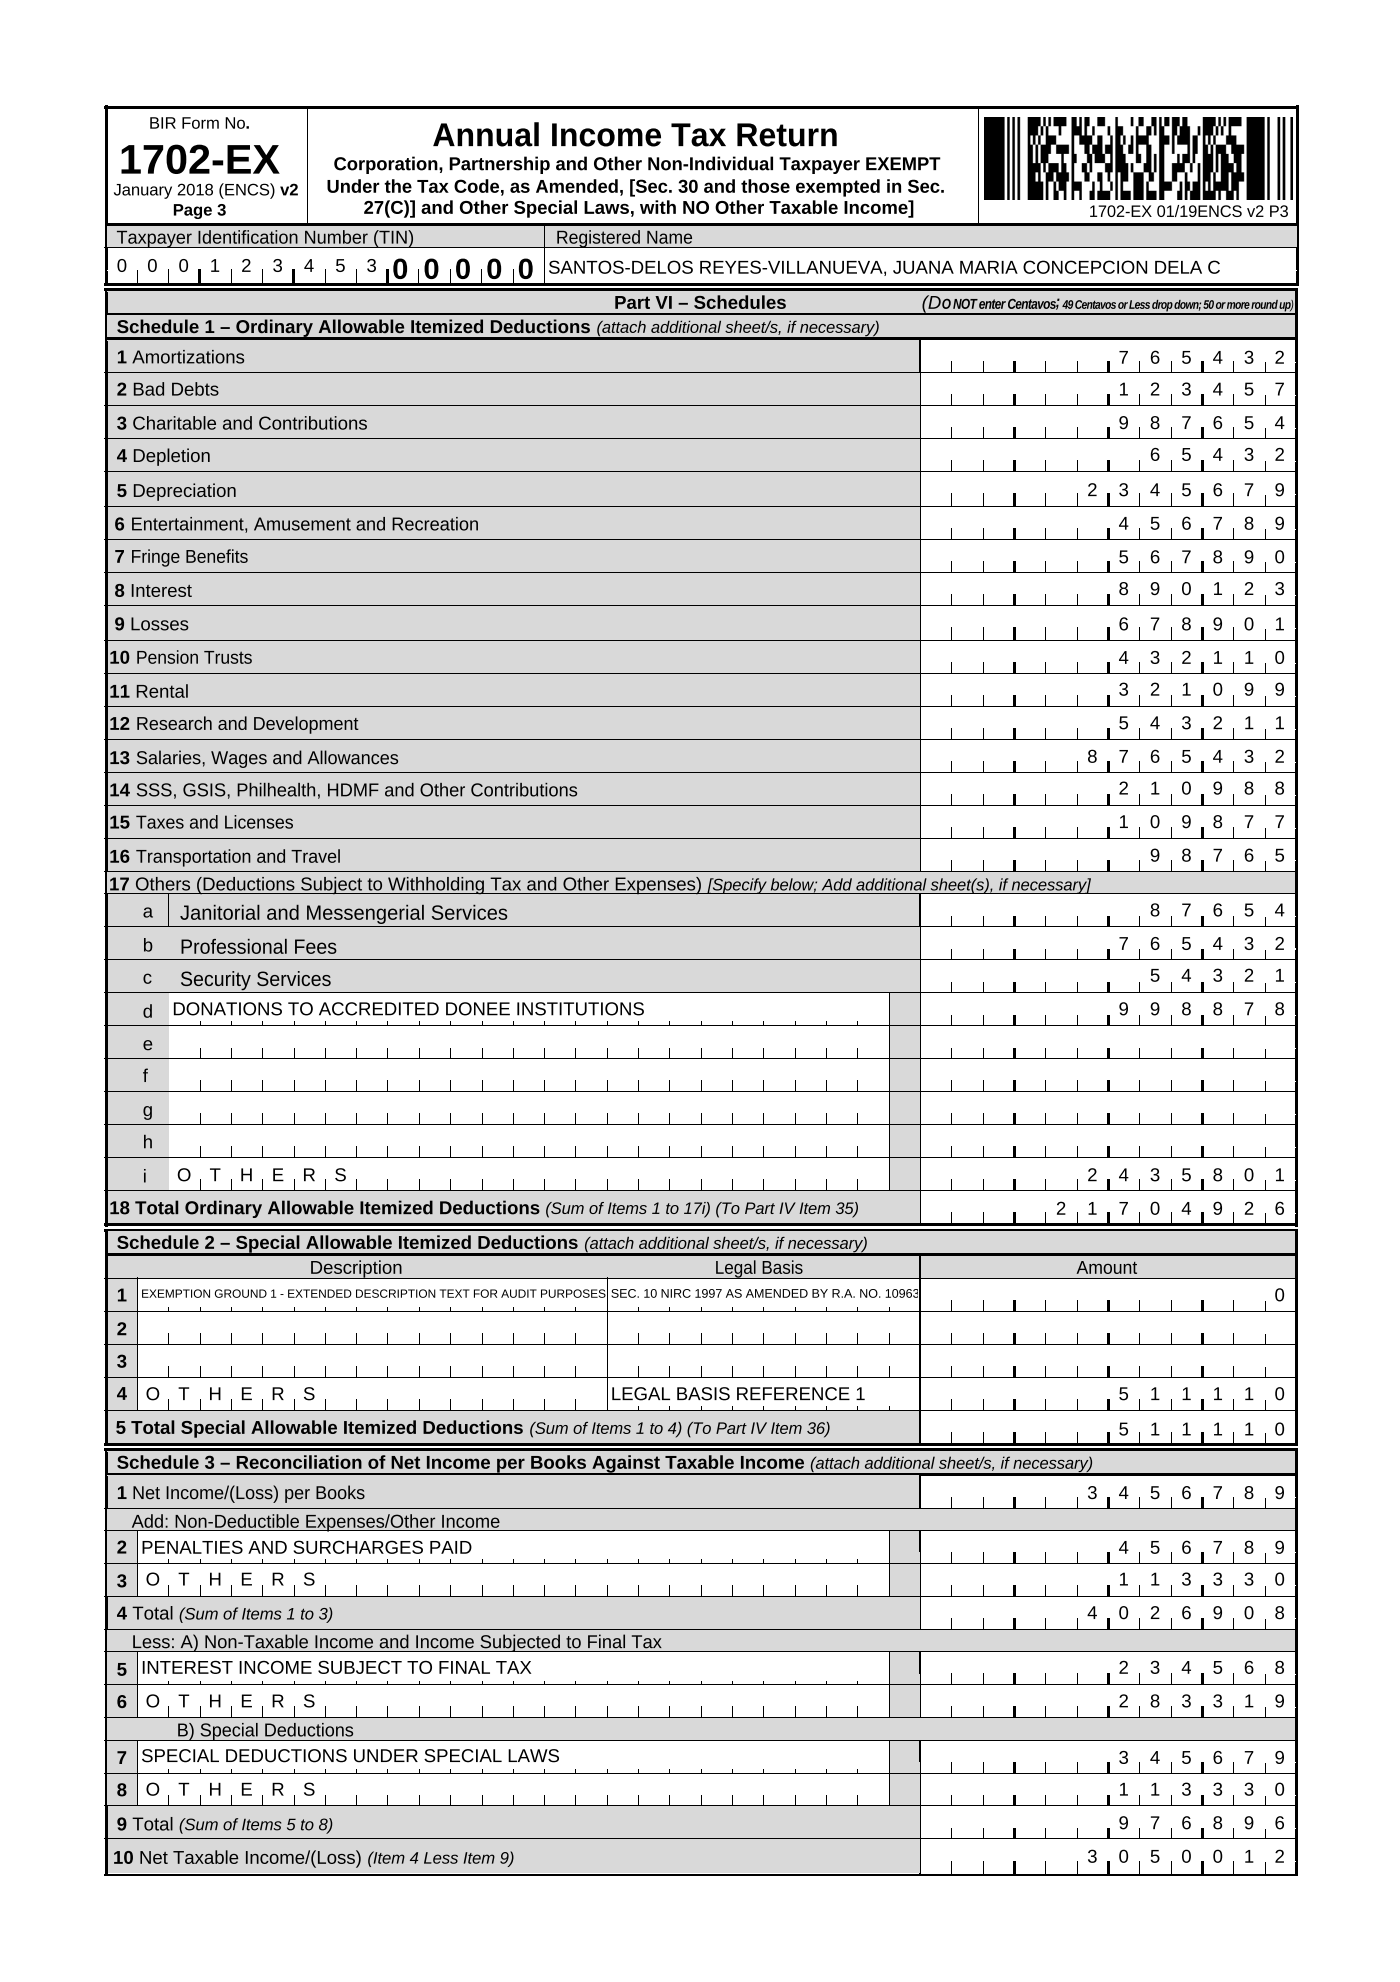 BIR Form No.
1702-EX
January 2018 (ENCS) v2
Page 3
Annual Income Tax Return
Corporation, Partnership and Other Non-Individual Taxpayer EXEMPT
Under the Tax Code, as Amended, [Sec. 30 and those exempted in Sec.
27(C)] and Other Special Laws, with NO Other Taxable Income]
1702-EX 01/19ENCS v2 P3
Taxpayer Identification Number (TIN) Registered Name
0 0 0 1 2 3 4 5 3 0 0 0 0 0 SANTOS-DELOS REYES-VILLANUEVA, JUANA MARIA CONCEPCION DELA C
Part VI – Schedules (DO NOT enter Centavos; 49 Centavos or Less drop down; 50 or more round up)
Schedule 1 – Ordinary Allowable Itemized Deductions (attach additional sheet/s, if necessary)
1 Amortizations 7 6 5 4 3 2
2 Bad Debts 1 2 3 4 5 7
3 Charitable and Contributions 9 8 7 6 5 4
4 Depletion 6 5 4 3 2
5 Depreciation 2 3 4 5 6 7 9
6 Entertainment, Amusement and Recreation 4 5 6 7 8 9
7 Fringe Benefits 5 6 7 8 9 0
8 Interest 8 9 0 1 2 3
9 Losses 6 7 8 9 0 1
10 Pension Trusts 4 3 2 1 1 0
11 Rental 3 2 1 0 9 9
12 Research and Development 5 4 3 2 1 1
13 Salaries, Wages and Allowances 8 7 6 5 4 3 2
14 SSS, GSIS, Philhealth, HDMF and Other Contributions 2 1 0 9 8 8
15 Taxes and Licenses 1 0 9 8 7 7
16 Transportation and Travel 9 8 7 6 5
17 Others (Deductions Subject to Withholding Tax and Other Expenses) [Specify below; Add additional sheet(s), if necessary]
a Janitorial and Messengerial Services 8 7 6 5 4
b Professional Fees 7 6 5 4 3 2
c Security Services 5 4 3 2 1
d DONATIONS TO ACCREDITED DONEE INSTITUTIONS 9 9 8 8 7 8
e
f
g
h
i O T H E R S 2 4 3 5 8 0 1
18 Total Ordinary Allowable Itemized Deductions (Sum of Items 1 to 17i) (To Part IV Item 35) 2 1 7 0 4 9 2 6
Schedule 2 – Special Allowable Itemized Deductions (attach additional sheet/s, if necessary)
Description Legal Basis Amount
1 EXEMPTION GROUND 1 - EXTENDED DESCRIPTION TEXT FOR AUDIT PURPOSES SEC. 10 NIRC 1997 AS AMENDED BY R.A. NO. 10963 0
2
3
4 O T H E R S LEGAL BASIS REFERENCE 1 5 1 1 1 1 0
5 Total Special Allowable Itemized Deductions (Sum of Items 1 to 4) (To Part IV Item 36) 5 1 1 1 1 0
Schedule 3 – Reconciliation of Net Income per Books Against Taxable Income (attach additional sheet/s, if necessary)
1 Net Income/(Loss) per Books 3 4 5 6 7 8 9
Add: Non-Deductible Expenses/Other Income
2 PENALTIES AND SURCHARGES PAID 4 5 6 7 8 9
3 O T H E R S 1 1 3 3 3 0
4 Total (Sum of Items 1 to 3) 4 0 2 6 9 0 8
Less: A) Non-Taxable Income and Income Subjected to Final Tax
5 INTEREST INCOME SUBJECT TO FINAL TAX 2 3 4 5 6 8
6 O T H E R S 2 8 3 3 1 9
B) Special Deductions
7 SPECIAL DEDUCTIONS UNDER SPECIAL LAWS 3 4 5 6 7 9
8 O T H E R S 1 1 3 3 3 0
9 Total (Sum of Items 5 to 8) 9 7 6 8 9 6
10 Net Taxable Income/(Loss) (Item 4 Less Item 9) 3 0 5 0 0 1 2